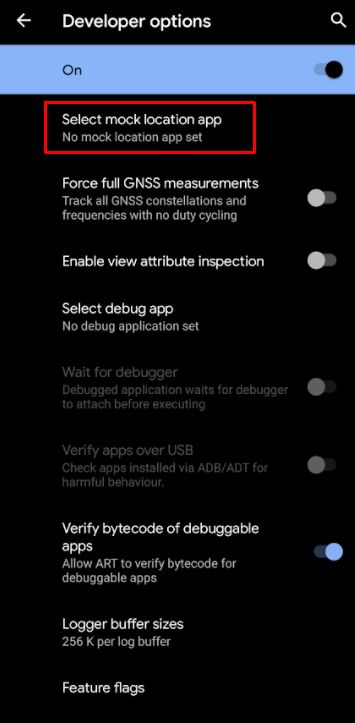 Developer options
On
Select mock location app
No mock location app set
Force full GNSS measurements
Track all GNSS constellations and
frequencies with no duty cycling
Enable view attribute inspection
Select debug app
No debug application set
Wait for debugger
Debugged application waits for debugger
to attach before executing
Verify apps over USB
Check apps installed via ADB/ADT for
harmful behaviour.
Verify bytecode of debuggable
apps
Allow ART to verify bytecode for
debuggable apps
Logger buffer sizes
256 K per log buffer
Feature flags